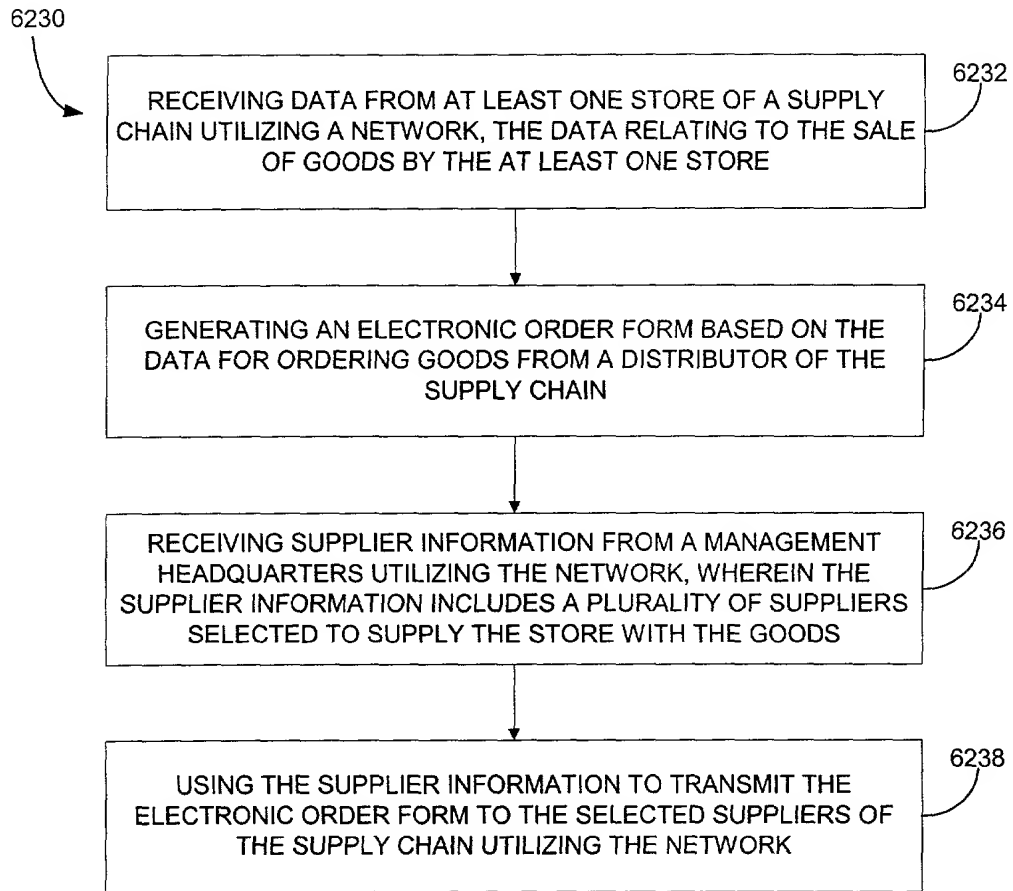 6230
6232
RECEIVING DATA FROM AT LEAST ONE STORE OF A SUPPLY
CHAIN UTILIZING A NETWORK, THE DATA RELATING TO THE SALE
OF GOODS BY THE AT LEAST ONE STORE
6234
GENERATING AN ELECTRONIC ORDER FORM BASED ON THE
DATA FOR ORDERING GOODS FROM A DISTRIBUTOR OF THE
SUPPLY CHAIN
6236
RECEIVING SUPPLIER INFORMATION FROM A MANAGEMENT
HEADQUARTERS UTILIZING THE NETWORK, WHEREIN THE
SUPPLIER INFORMATION INCLUDES A PLURALITY OF SUPPLIERS
SELECTED TO SUPPLY THE STORE WITH THE GOODS
6238
USING THE SUPPLIER INFORMATION TO TRANSMIT THE
ELECTRONIC ORDER FORM TO THE SELECTED SUPPLIERS OF
THE SUPPLY CHAIN UTILIZING THE NETWORK